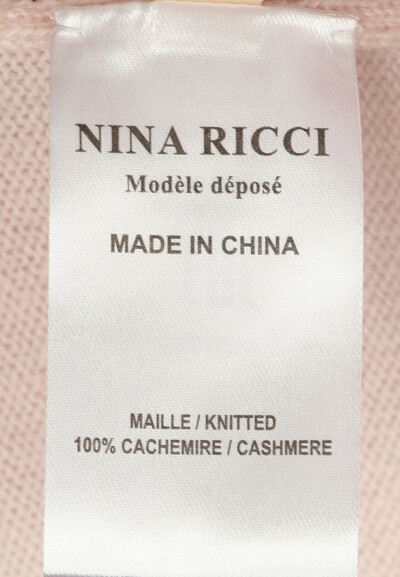 NINA RICCI
Modèle déposé
MADE IN CHINA
MAILLE / KNITTED
100% CACHEMIRE / CASHMERE